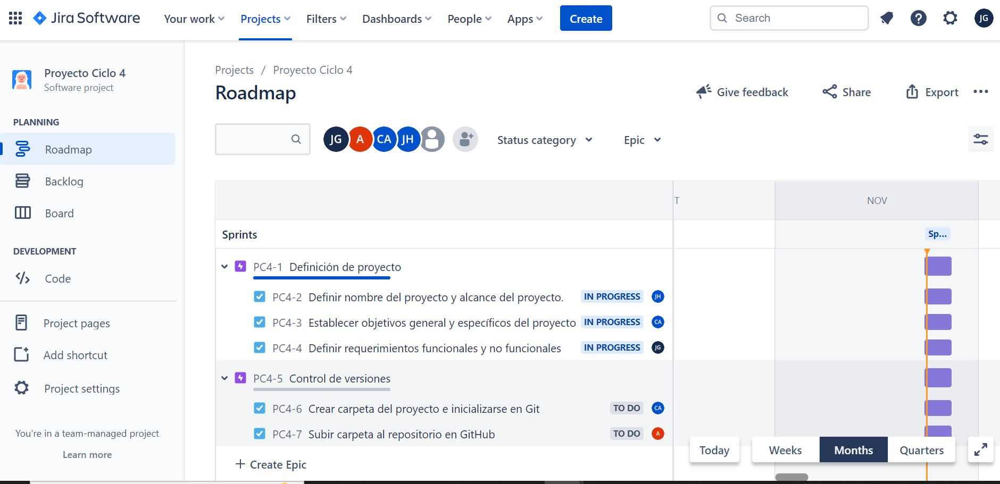 Jira Software Your work Projects Filters Dashboards People Apps Create Search JG
Proyecto Ciclo 4
Software project
PLANNING
Roadmap
Backlog
Board
DEVELOPMENT
Code
Project pages
Add shortcut
Project settings
You're in a team-managed project
Learn more
Projects / Proyecto Ciclo 4
Roadmap
Give feedback Share Export
JG A CA JH Status category Epic
T NOV
Sprints Sp...
PC4-1 Definición de proyecto
PC4-2 Definir nombre del proyecto y alcance del proyecto. IN PROGRESS JH
PC4-3 Establecer objetivos general y específicos del proyecto IN PROGRESS CA
PC4-4 Definir requerimientos funcionales y no funcionales IN PROGRESS JG
PC4-5 Control de versiones
PC4-6 Crear carpeta del proyecto e inicializarse en Git TO DO CA
PC4-7 Subir carpeta al repositorio en GitHub TO DO A
Today Weeks Months Quarters
+ Create Epic